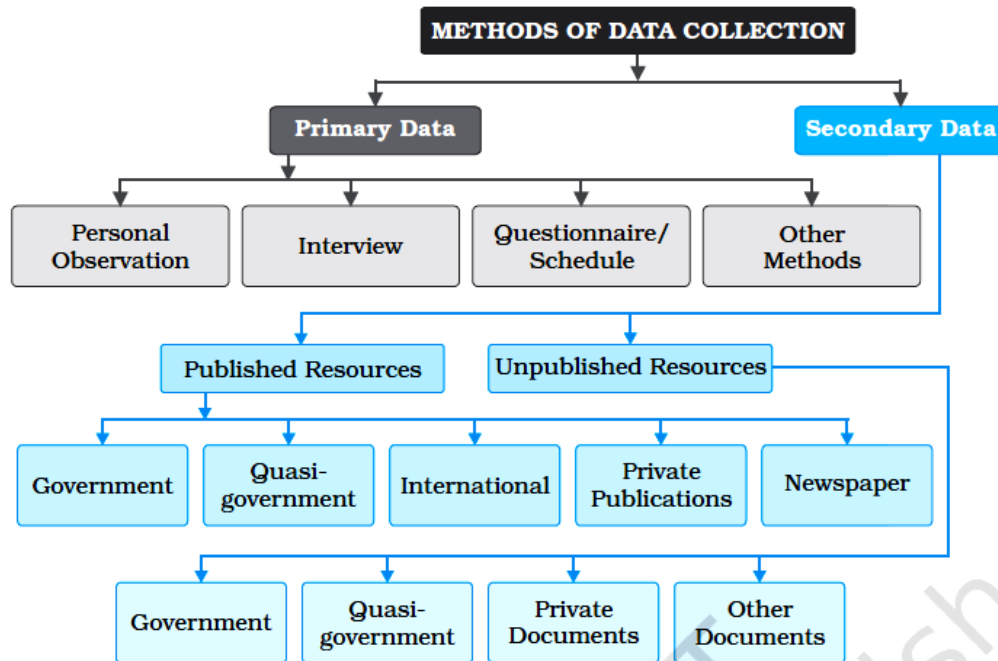 METHODS OF DATA COLLECTION
Primary Data
Secondary Data
Personal
Observation
Interview
Questionnaire/
Schedule
Other
Methods
Published Resources
Unpublished Resources
Government
Quasi-
government
International
Private
Publications
Newspaper
Government
Quasi-
government
Private
Documents
Other
Documents